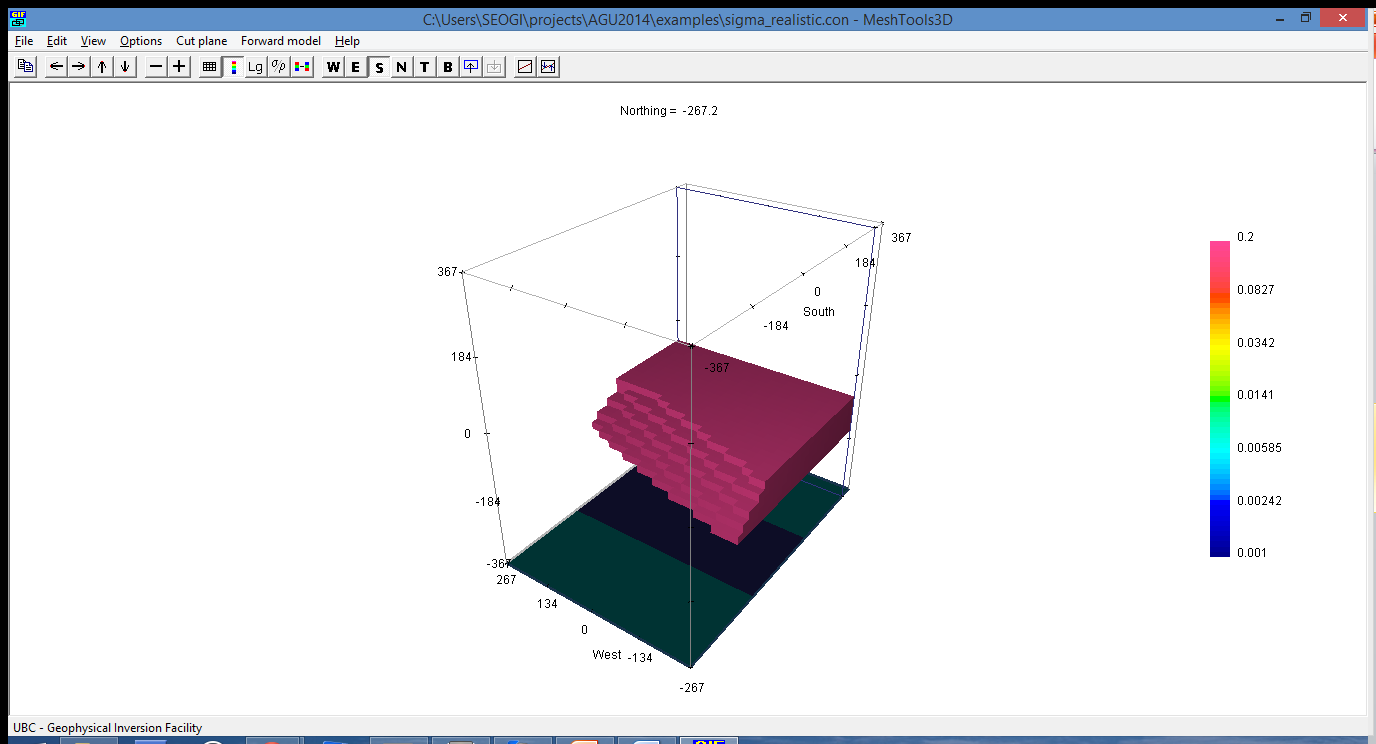 GIF
C:\Users\SEOGI\projects\AGU2014\examples\sigma_realistic.con - MeshTools3D
File Edit View Options Cut plane Forward model Help
Lg σ/ρ W E S N T B
Northing = -267.2
367
367
184
0
South
-184
-367
184
0
-184
-367
267
134
0
West -134
-267
0.2
0.0827
0.0342
0.0141
0.00585
0.00242
0.001
UBC - Geophysical Inversion Facility
GIF